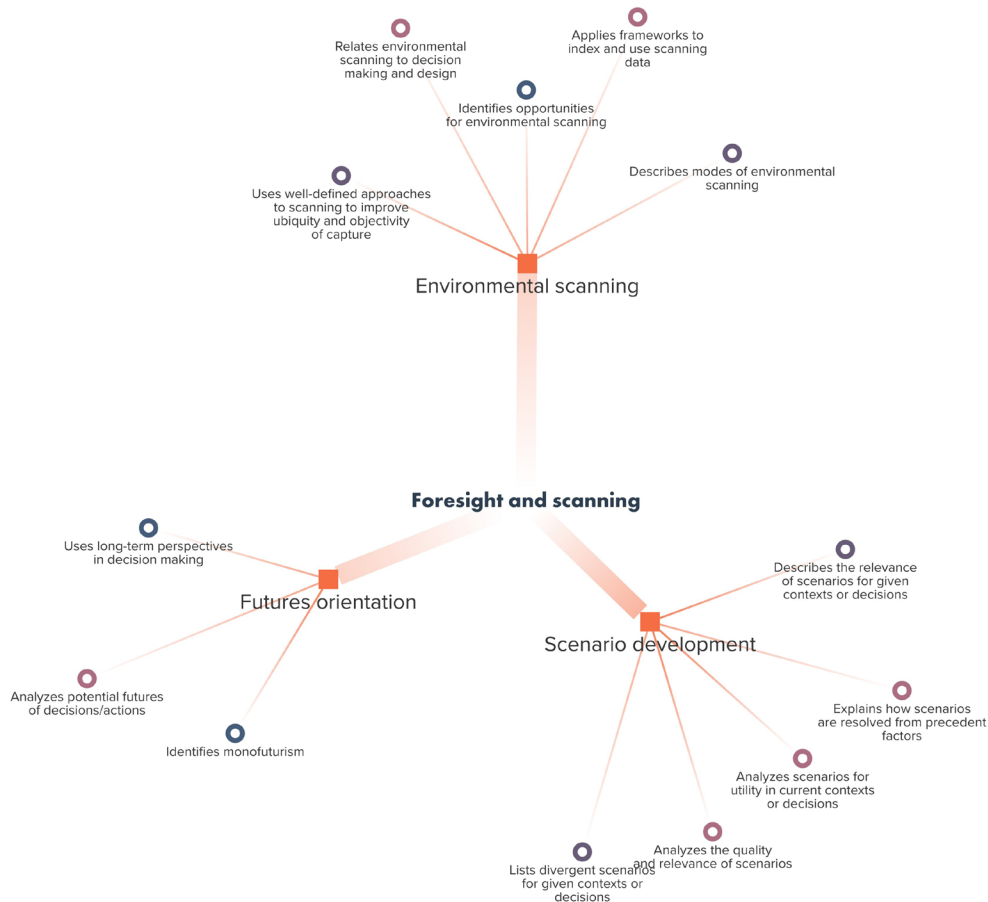 Relates environmental
scanning to decision
making and design
Applies frameworks to
index and use scanning
data
Identifies opportunities
for environmental scanning
Describes modes of environmental
scanning
Uses well-defined approaches
to scanning to improve
ubiquity and objectivity
of capture
Environmental scanning
Foresight and scanning
Uses long-term perspectives
in decision making
Futures orientation
Analyzes potential futures
of decisions/actions
Identifies monofuturism
Describes the relevance
of scenarios for given
contexts or decisions
Scenario development
Explains how scenarios
are resolved from precedent
factors
Analyzes scenarios for
utility in current contexts
or decisions
Analyzes the quality
and relevance of scenarios
Lists divergent scenarios
for given contexts or
decisions